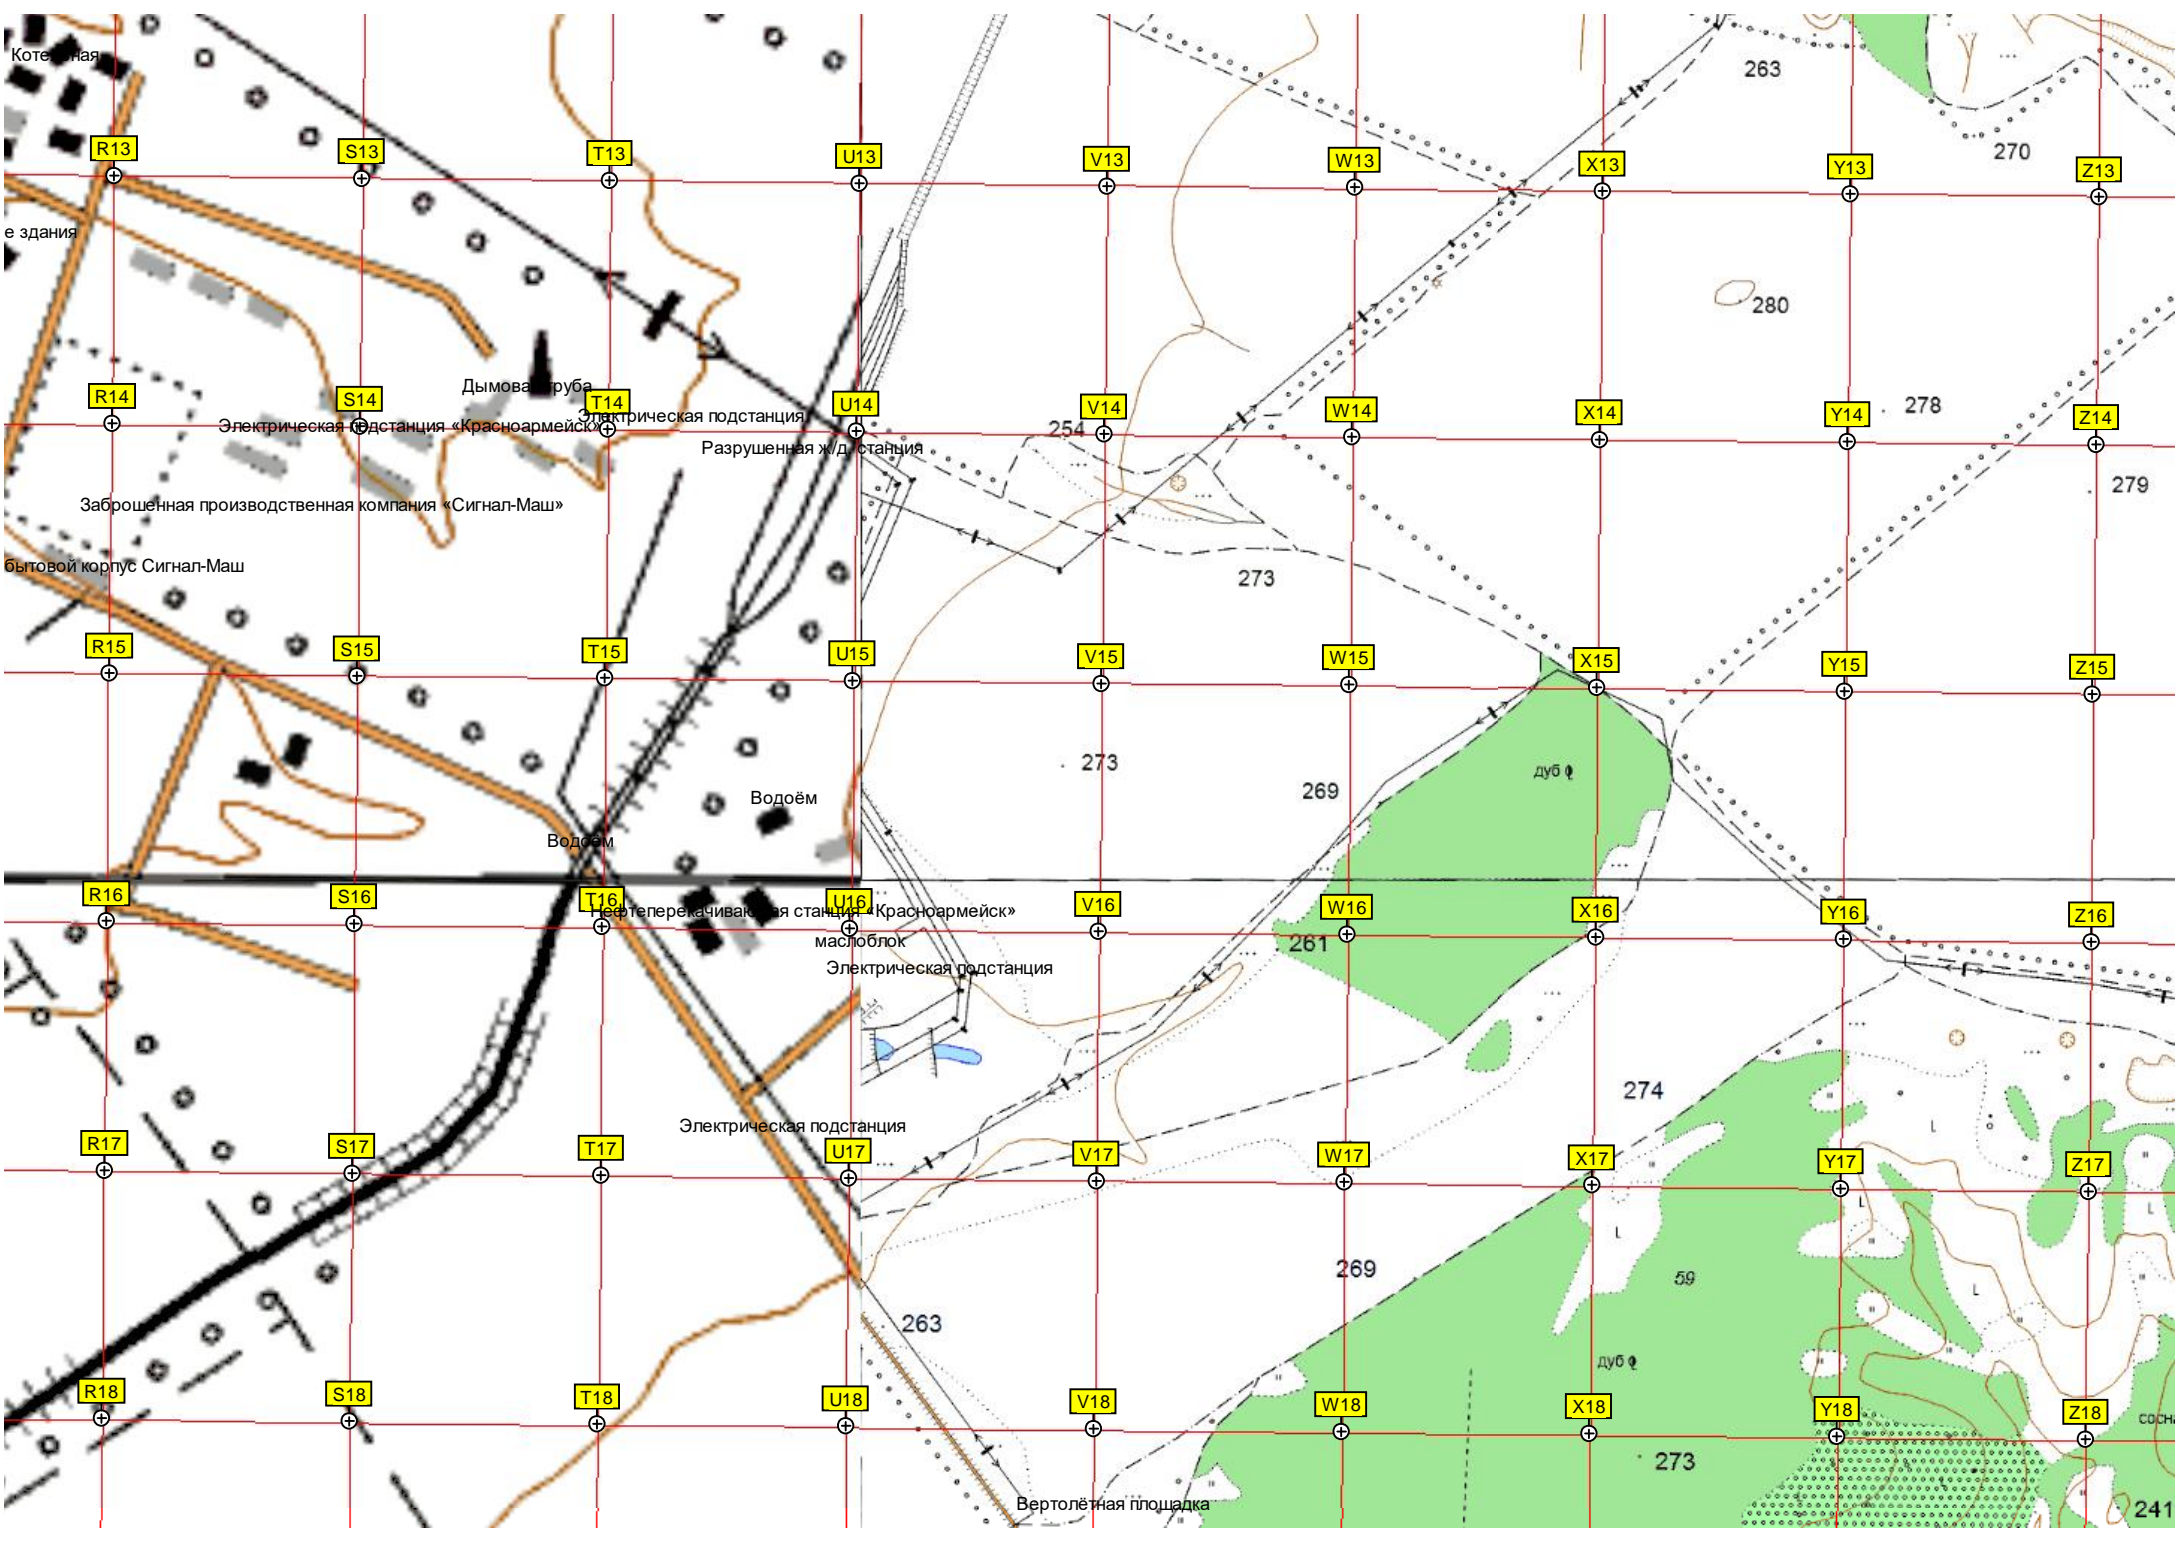 Котельная
263
270
R13
S13
T13
U13
V13
W13
X13
Y13
Z13
е здания
280
Дымовая труба
R14
S14
T14
U14
V14
W14
X14
Y14
Z14
278
Электрическая подстанция
Электрическая подстанция «Красноармейск»
254
Разрушенная ж/д. станция
279
Заброшенная производственная компания «Сигнал-Маш»
бытовой корпус Сигнал-Маш
273
R15
S15
T15
U15
V15
W15
X15
Y15
Z15
273
269
дуб
Водоём
Водоём
R16
S16
T16
U16
V16
W16
X16
Y16
Z16
Нефтеперекачивающая станция «Красноармейск»
маслоблок
261
Электрическая подстанция
274
Электрическая подстанция
R17
S17
T17
U17
V17
W17
X17
Y17
Z17
269
59
263
дуб
R18
S18
T18
U18
V18
W18
X18
Y18
Z18
сосна
273
Вертолётная площадка
241